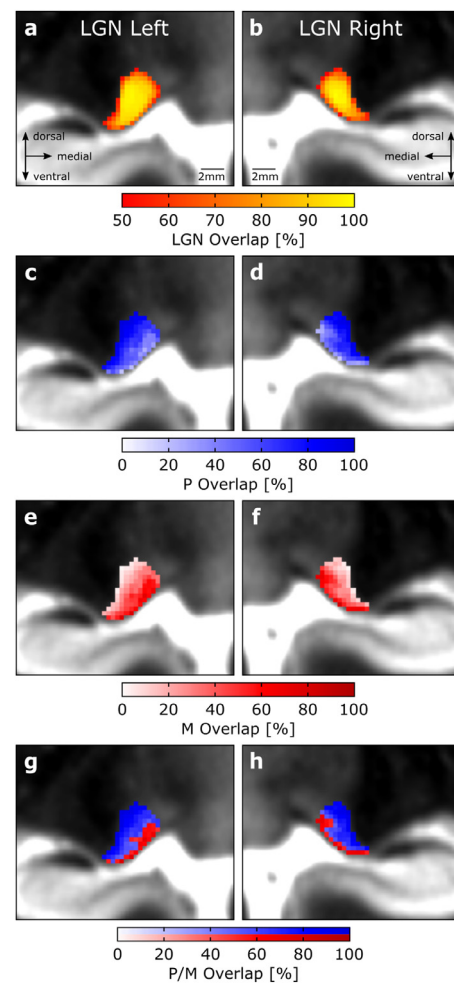 a LGN Left
b LGN Right
dorsal
medial
ventral
2mm
2mm
dorsal
medial
ventral
50 60 70 80 90 100
LGN Overlap [%]
c
d
0 20 40 60 80 100
P Overlap [%]
e
f
0 20 40 60 80 100
M Overlap [%]
g
h
0 20 40 60 80 100
P/M Overlap [%]